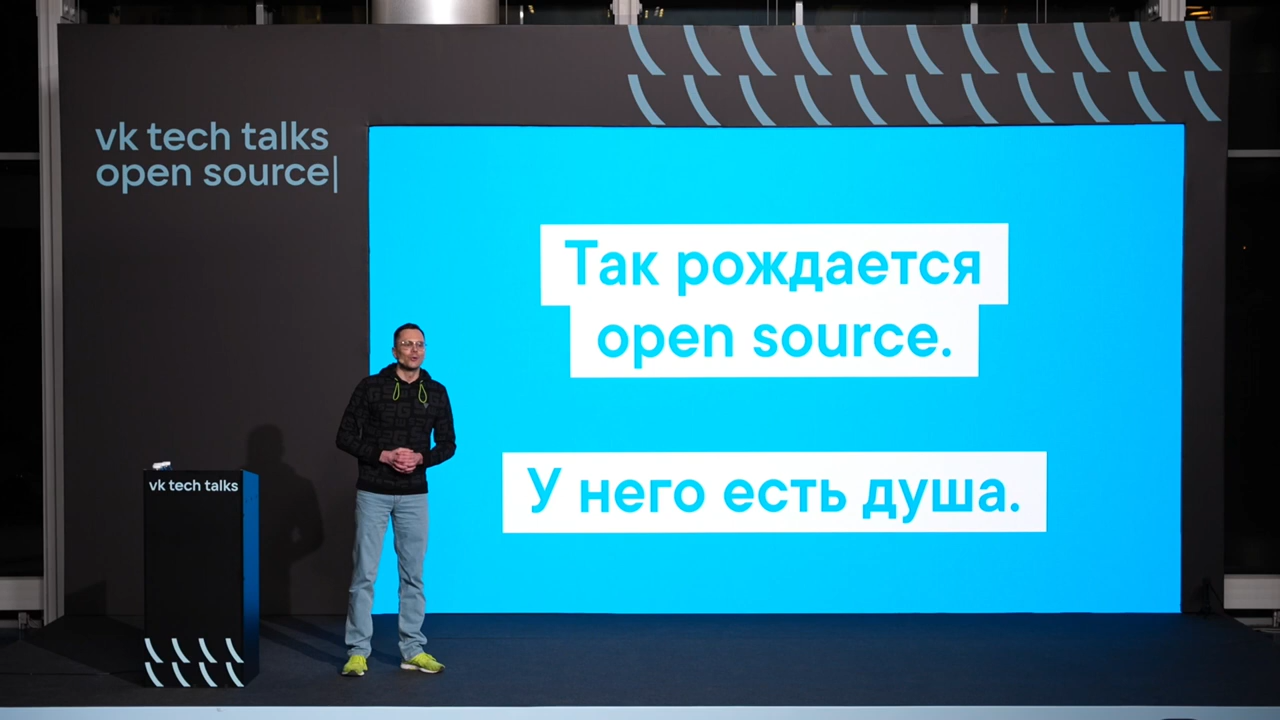 vk tech talks
open source|
Так рождается
open source.
У него есть душа.
vk tech talks